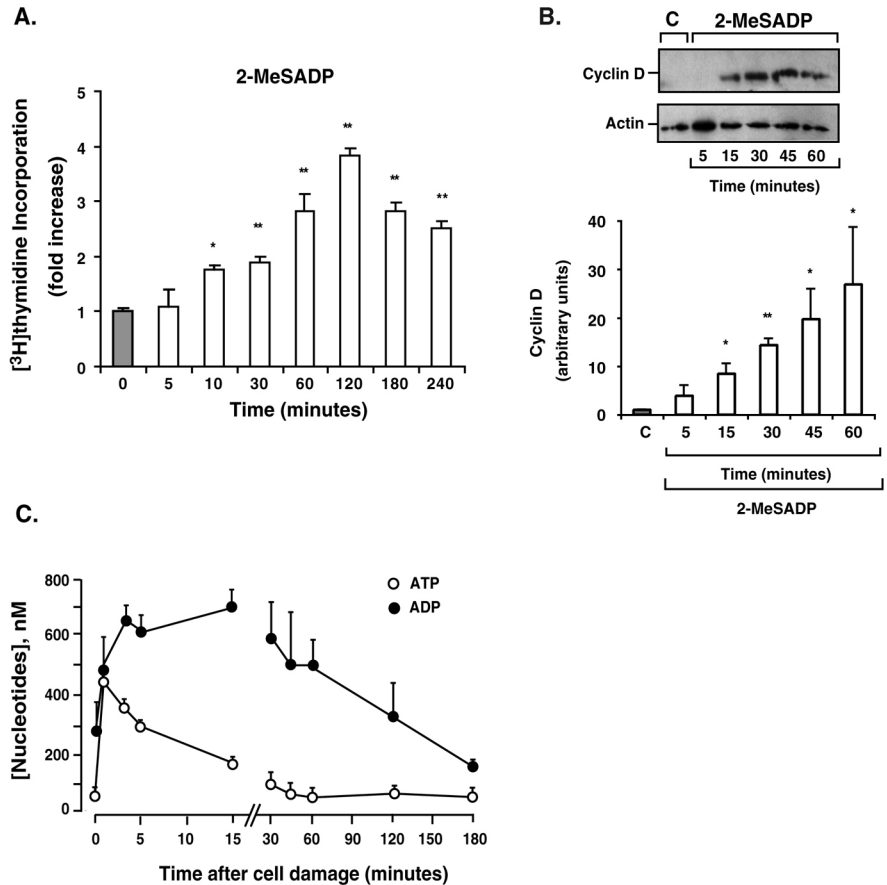 A.
2-MeSADP
[³H]thymidine Incorporation
(fold increase)
5
4
3
2
1
0
*
**
**
**
**
**
0 5 10 30 60 120 180 240
Time (minutes)
B.
C 2-MeSADP
Cyclin D
Actin
5 15 30 45 60
Time (minutes)
Cyclin D
(arbitrary units)
40
30
20
10
0
*
**
*
*
C 5 15 30 45 60
Time (minutes)
2-MeSADP
C.
[Nucleotides], nM
800
600
400
200
0
ATP
ADP
0 5 10 15 30 60 90 120 150 180
Time after cell damage (minutes)